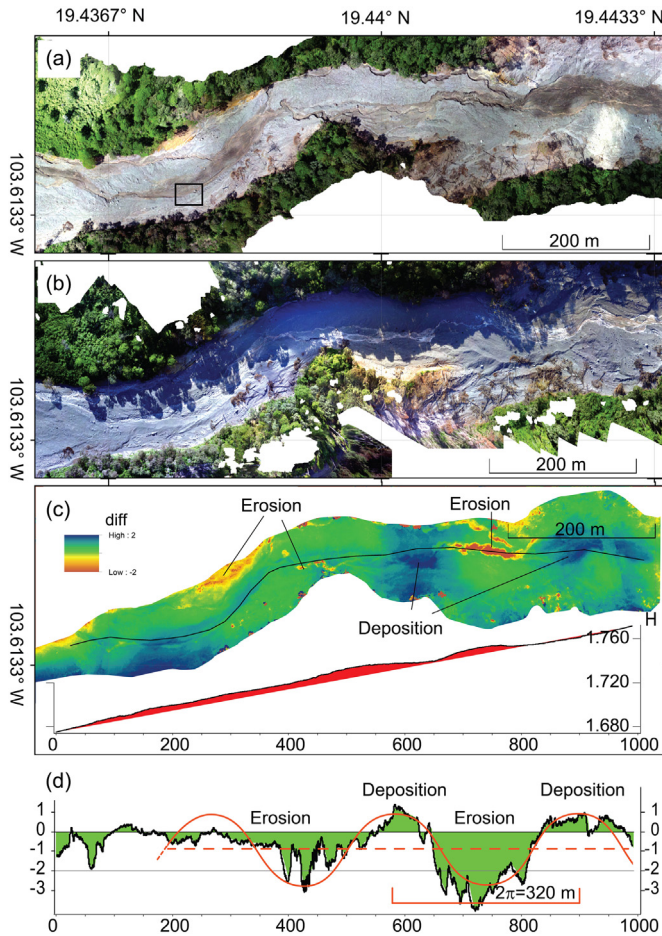 19.4367° N 19.44° N 19.4433° N
(a)
103.6133° W
200 m
(b)
103.6133° W
200 m
(c)
diff
High : 2
Low : -2
Erosion
Erosion
200 m
Deposition
H
103.6133° W
1.760
1.720
1.680
0 200 400 600 800 1000
(d)
Deposition Deposition
Erosion Erosion
1 1
0 0
-1 -1
-2 -2
-3 -3
2π=320 m
0 200 400 600 800 1000